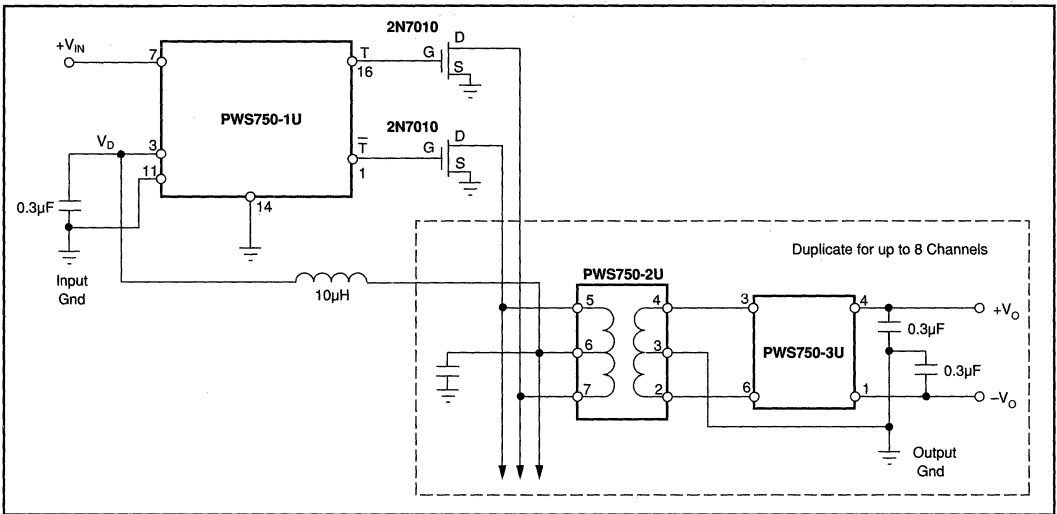 2N7010
+V_IN
7
T
16
G
D
S
PWS750-1U
2N7010
V_D
3
T̅
1
G
D
S
11
0.3µF
14
Input
Gnd
10µH
Duplicate for up to 8 Channels
PWS750-2U
5
4
3
4
+V_O
0.3µF
6
3
PWS750-3U
0.3µF
7
2
6
1
–V_O
Output
Gnd